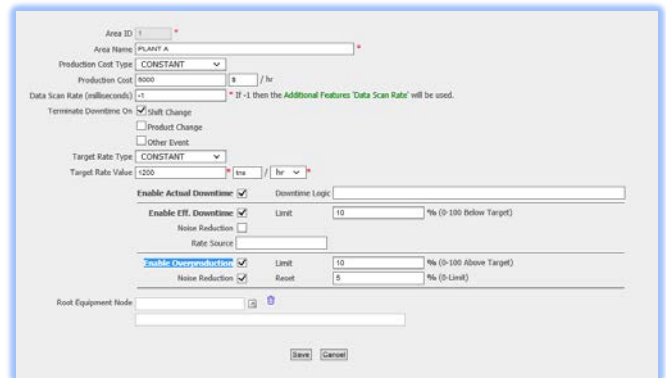 Area ID 1 *
Area Name PLANT A *
Production Cost Type CONSTANT
Production Cost 5000 $ / hr
Data Scan Rate (milliseconds) -1 * If -1 then the Additional Features 'Data Scan Rate' will be used.
Terminate Downtime On Shift Change
Product Change
Other Event
Target Rate Type CONSTANT
Target Rate Value 1200 * tns / hr *
Enable Actual Downtime Downtime Logic
Enable Eff. Downtime Limit 10 % (0-100 Below Target)
Noise Reduction
Rate Source
Enable Overproduction Limit 10 % (0-100 Above Target)
Noise Reduction Reset 5 % (0-Limit)
Root Equipment Node
Save Cancel